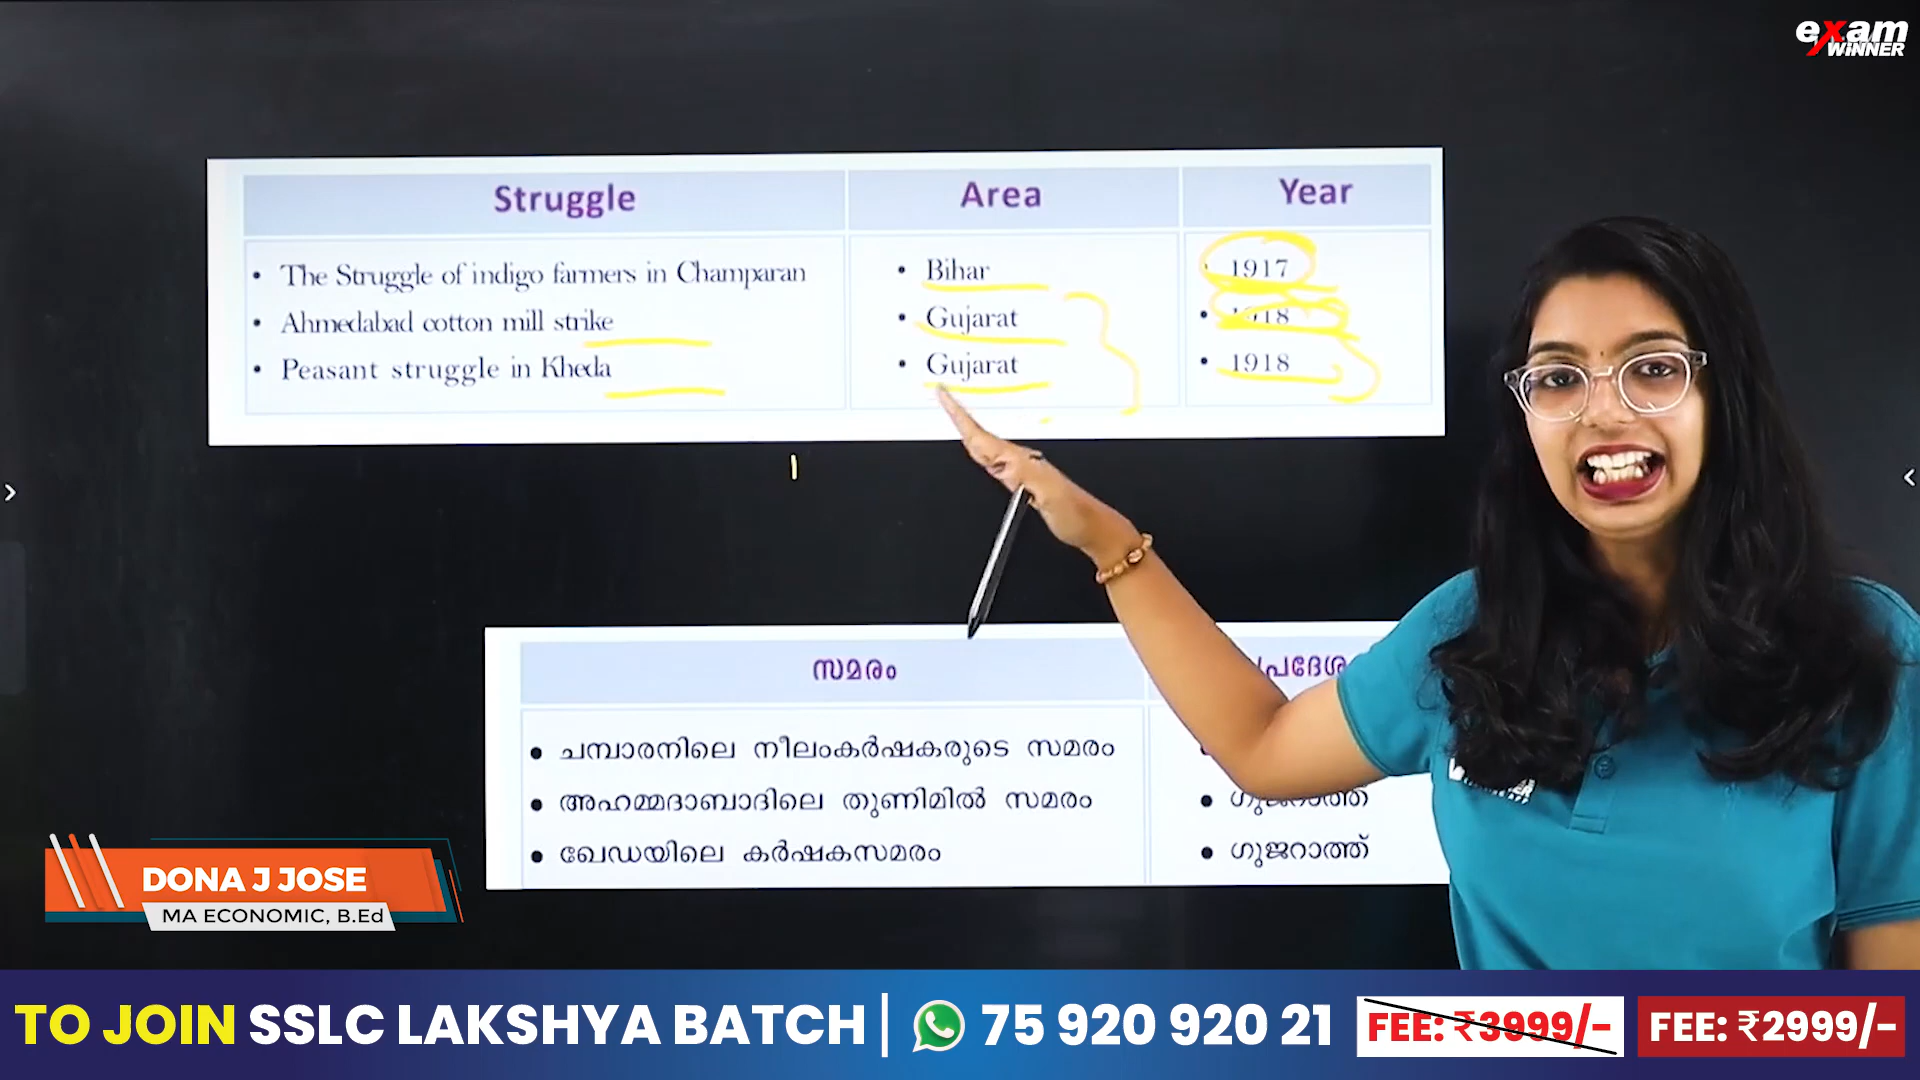 exam
WINNER
Struggle Area Year
• The Struggle of indigo farmers in Champaran • Bihar • 1917
• Ahmedabad cotton mill strike • Gujarat • 1918
• Peasant struggle in Kheda • Gujarat • 1918
സമരം
• ചമ്പാരനിലെ നീലംകർഷകരുടെ സമരം
• അഹമ്മദാബാദിലെ തുണിമിൽ സമരം • ഗുജറാത്ത്
• ഖേഡയിലെ കർഷകസമരം • ഗുജറാത്ത്
DONA J JOSE
MA ECONOMIC, B.Ed
TO JOIN SSLC LAKSHYA BATCH | 75 920 920 21 FEE: ₹3999/- FEE: ₹2999/-